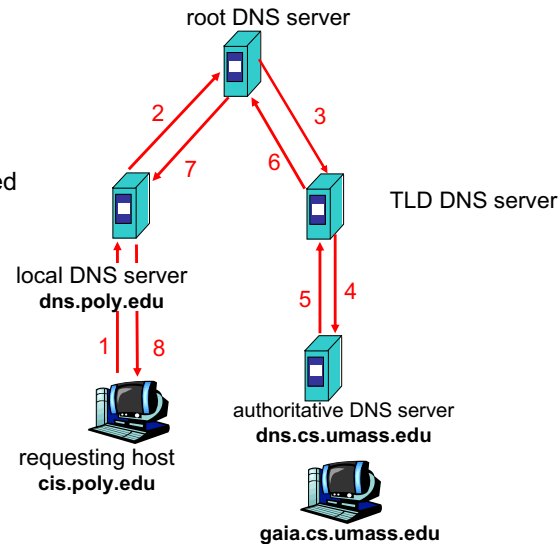 root DNS server
2
3
7
6
ed
TLD DNS server
local DNS server
dns.poly.edu
5
4
1
8
authoritative DNS server
dns.cs.umass.edu
requesting host
cis.poly.edu
gaia.cs.umass.edu